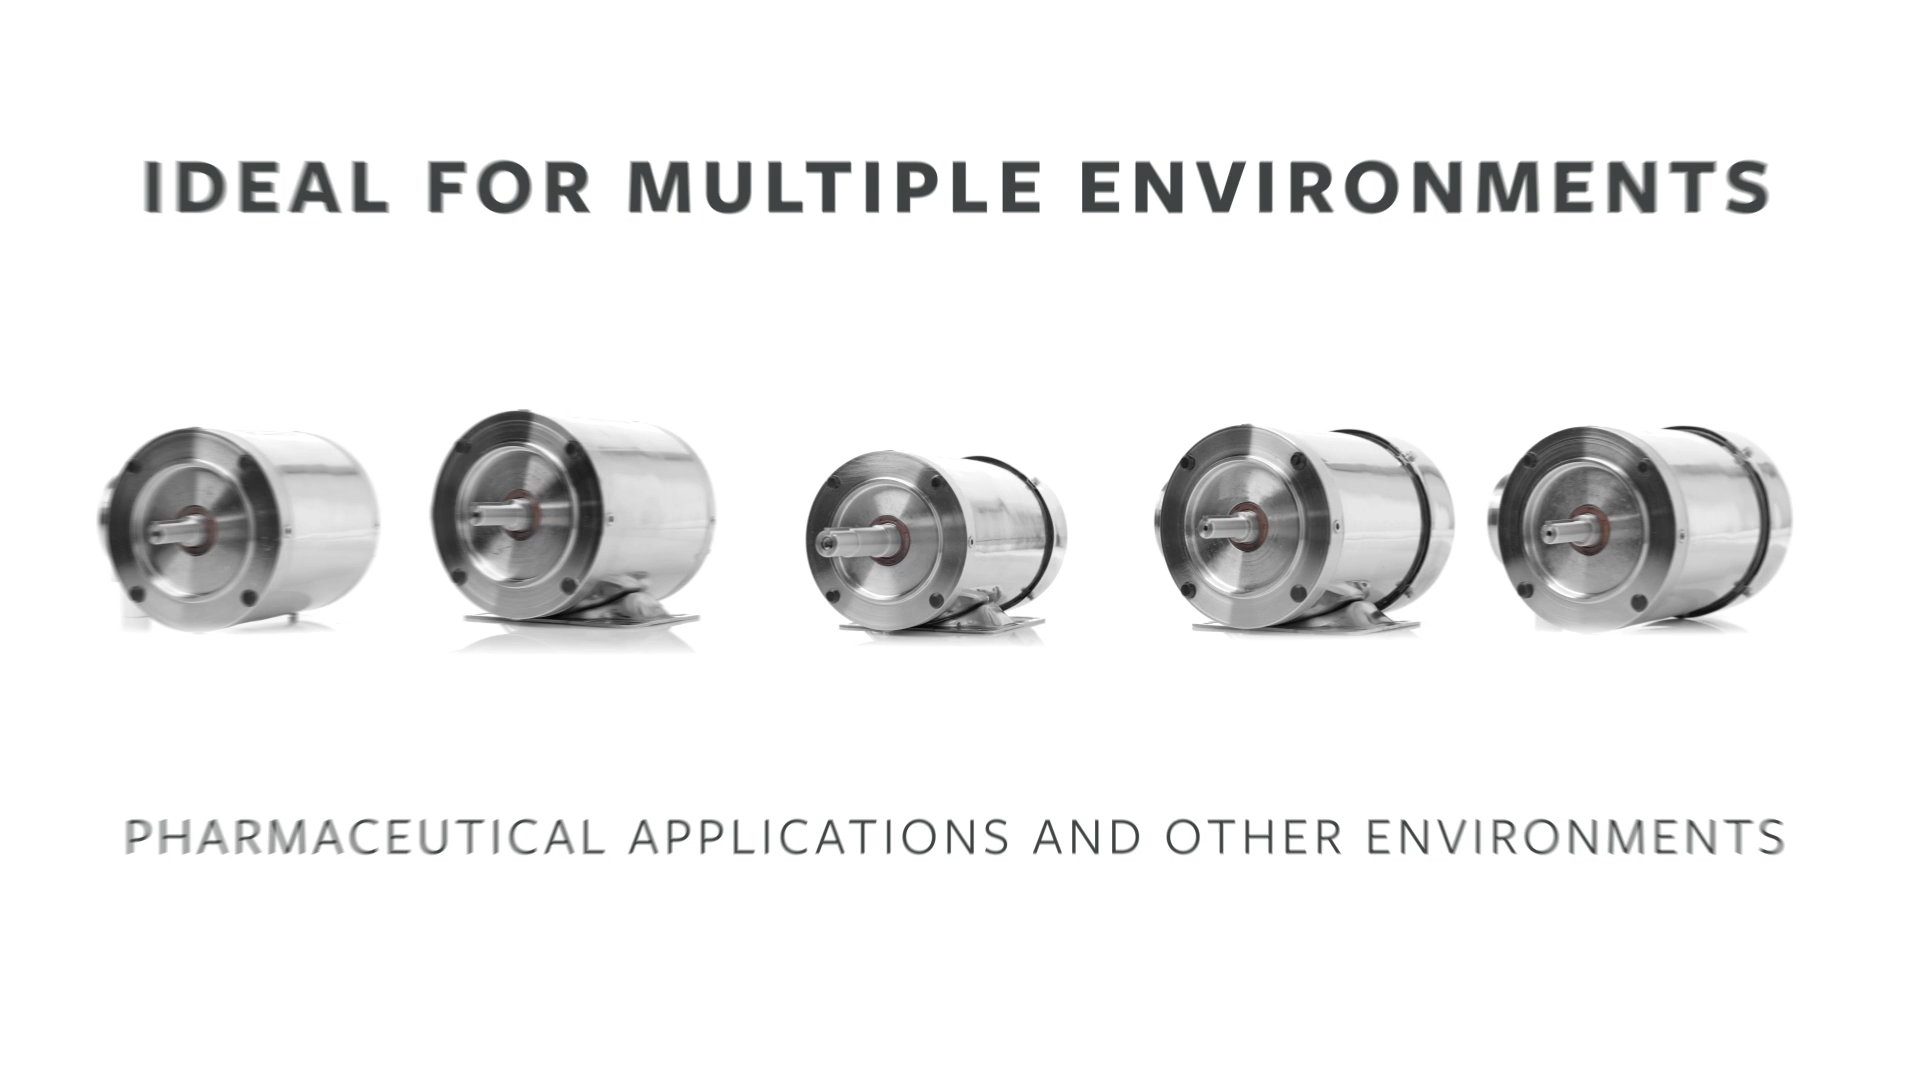 IDEAL FOR MULTIPLE ENVIRONMENTS
PHARMACEUTICAL APPLICATIONS AND OTHER ENVIRONMENTS